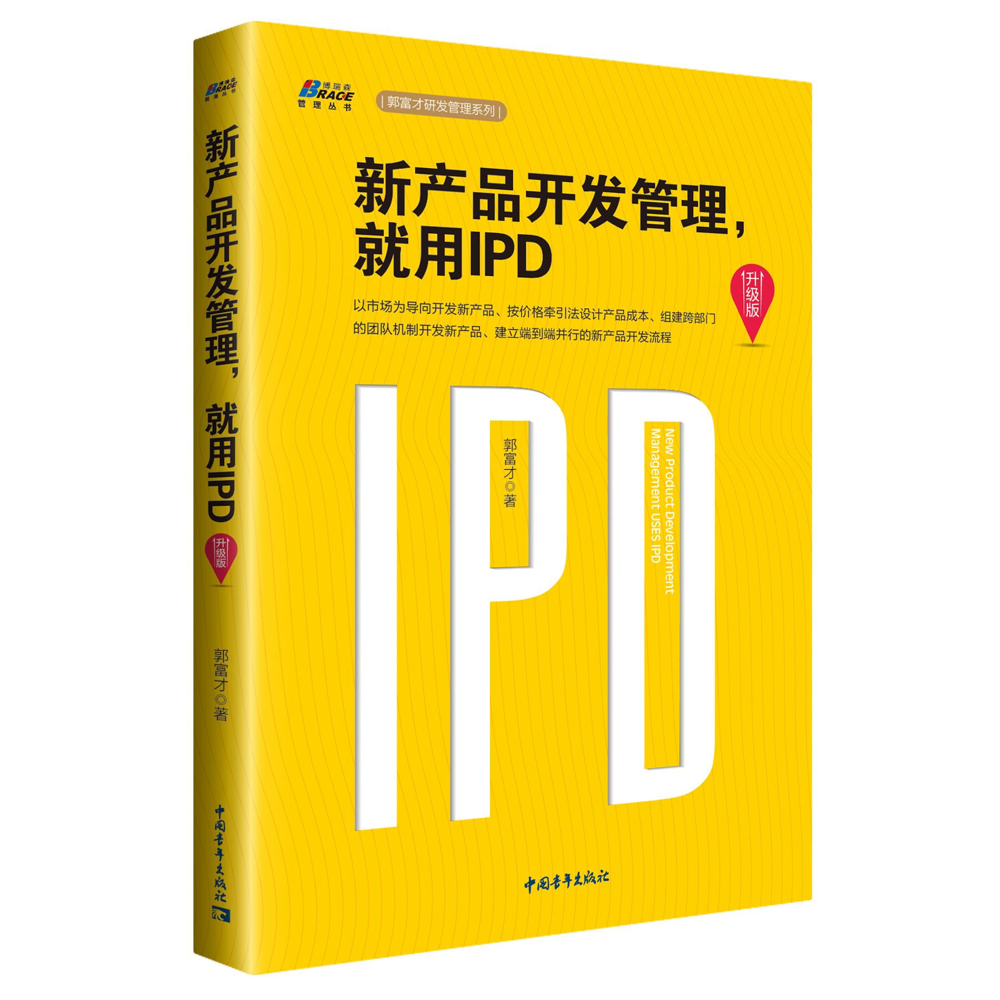 博瑞森
BRACE
管理丛书
新产品开发管理，就用IPD
升级版
郭富才◎著
中国青年出版社
博瑞森
BRACE
管理丛书
|郭富才研发管理系列|
新产品开发管理，
就用IPD
升级版
以市场为导向开发新产品、按价格牵引法设计产品成本、组建跨部门
的团队机制开发新产品、建立端到端并行的新产品开发流程
IPD
郭富才◎著
New Product Development
Management USES IPD
中国青年出版社